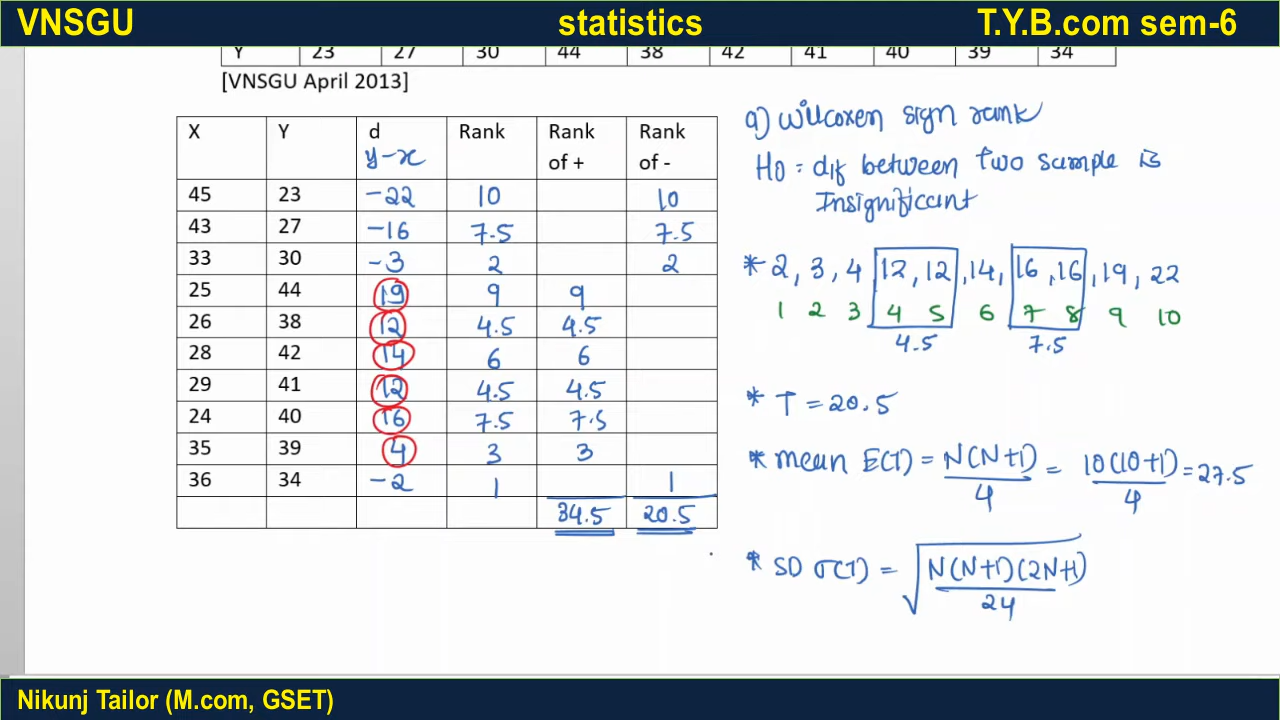 VNSGU statistics T.Y.B.com sem-6
Y 23 27 30 44 38 42 41 40 39 34
[VNSGU April 2013]
X Y d y-x Rank Rank of + Rank of -
45 23 -22 10 10
43 27 -16 7.5 7.5
33 30 -3 2 2
25 44 19 9 9
26 38 12 4.5 4.5
28 42 14 6 6
29 41 12 4.5 4.5
24 40 16 7.5 7.5
35 39 4 3 3
36 34 -2 1 1
34.5 20.5
a) Willcoxen sign rank
H0 = dif between two sample is
Insignificant
* 2, 3, 4 12, 12, 14, 16, 16, 19, 22
1 2 3 4 5 6 7 8 9 10
4.5 7.5
* T = 20.5
* mean E(T) = N(N+1)/4 = 10(10+1)/4 = 27.5
* SD σ(T) = √N(N+1)(2N+1)/24
Nikunj Tailor (M.com, GSET)